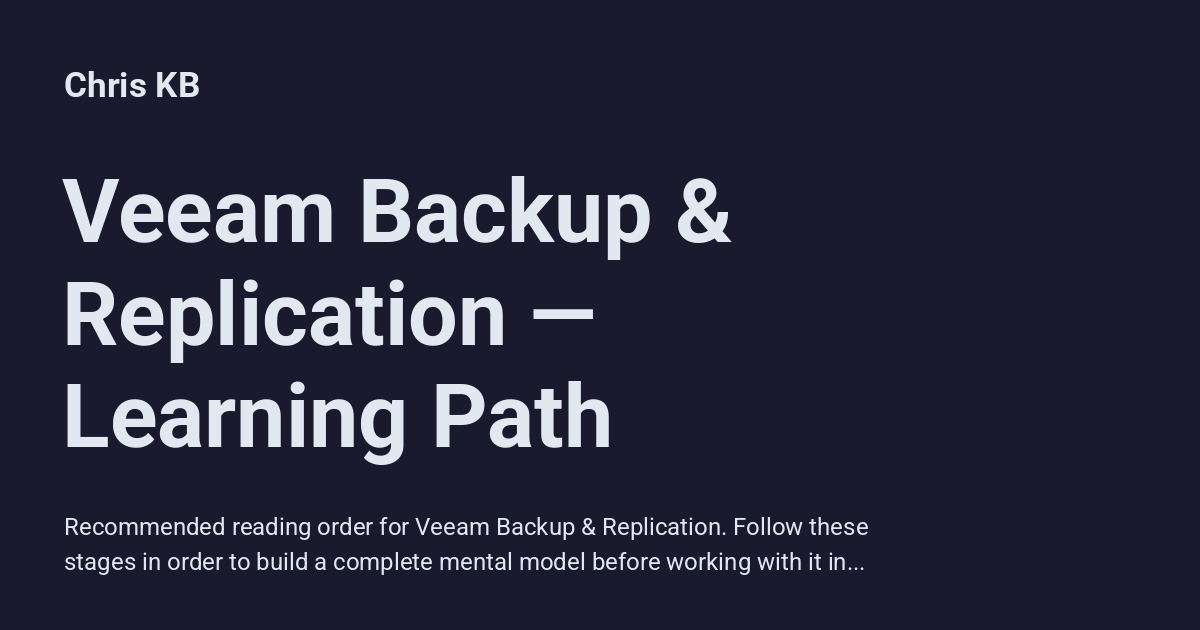 Chris KB
Veeam Backup &
Replication —
Learning Path
Recommended reading order for Veeam Backup & Replication. Follow these
stages in order to build a complete mental model before working with it in...